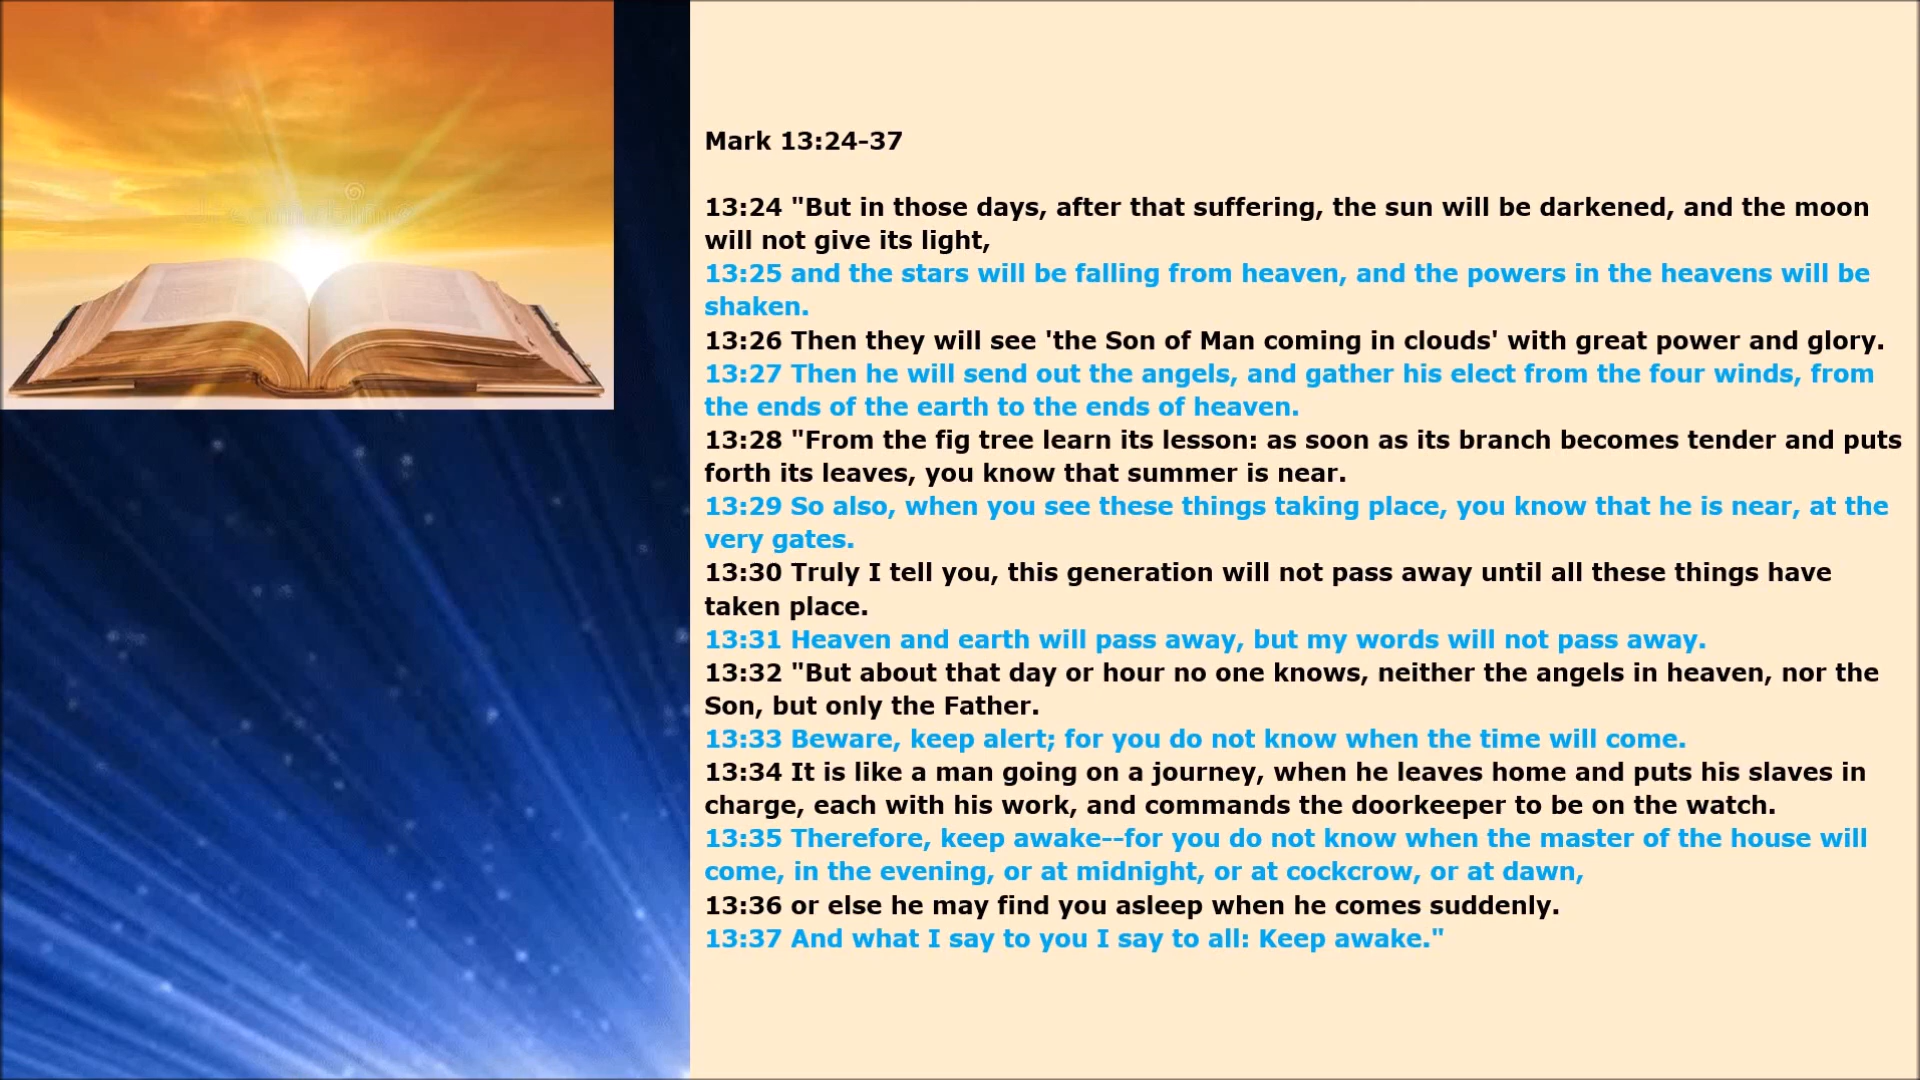 Mark 13:24-37
13:24 "But in those days, after that suffering, the sun will be darkened, and the moon
will not give its light,
13:25 and the stars will be falling from heaven, and the powers in the heavens will be
shaken.
13:26 Then they will see 'the Son of Man coming in clouds' with great power and glory.
13:27 Then he will send out the angels, and gather his elect from the four winds, from
the ends of the earth to the ends of heaven.
13:28 "From the fig tree learn its lesson: as soon as its branch becomes tender and puts
forth its leaves, you know that summer is near.
13:29 So also, when you see these things taking place, you know that he is near, at the
very gates.
13:30 Truly I tell you, this generation will not pass away until all these things have
taken place.
13:31 Heaven and earth will pass away, but my words will not pass away.
13:32 "But about that day or hour no one knows, neither the angels in heaven, nor the
Son, but only the Father.
13:33 Beware, keep alert; for you do not know when the time will come.
13:34 It is like a man going on a journey, when he leaves home and puts his slaves in
charge, each with his work, and commands the doorkeeper to be on the watch.
13:35 Therefore, keep awake--for you do not know when the master of the house will
come, in the evening, or at midnight, or at cockcrow, or at dawn,
13:36 or else he may find you asleep when he comes suddenly.
13:37 And what I say to you I say to all: Keep awake."